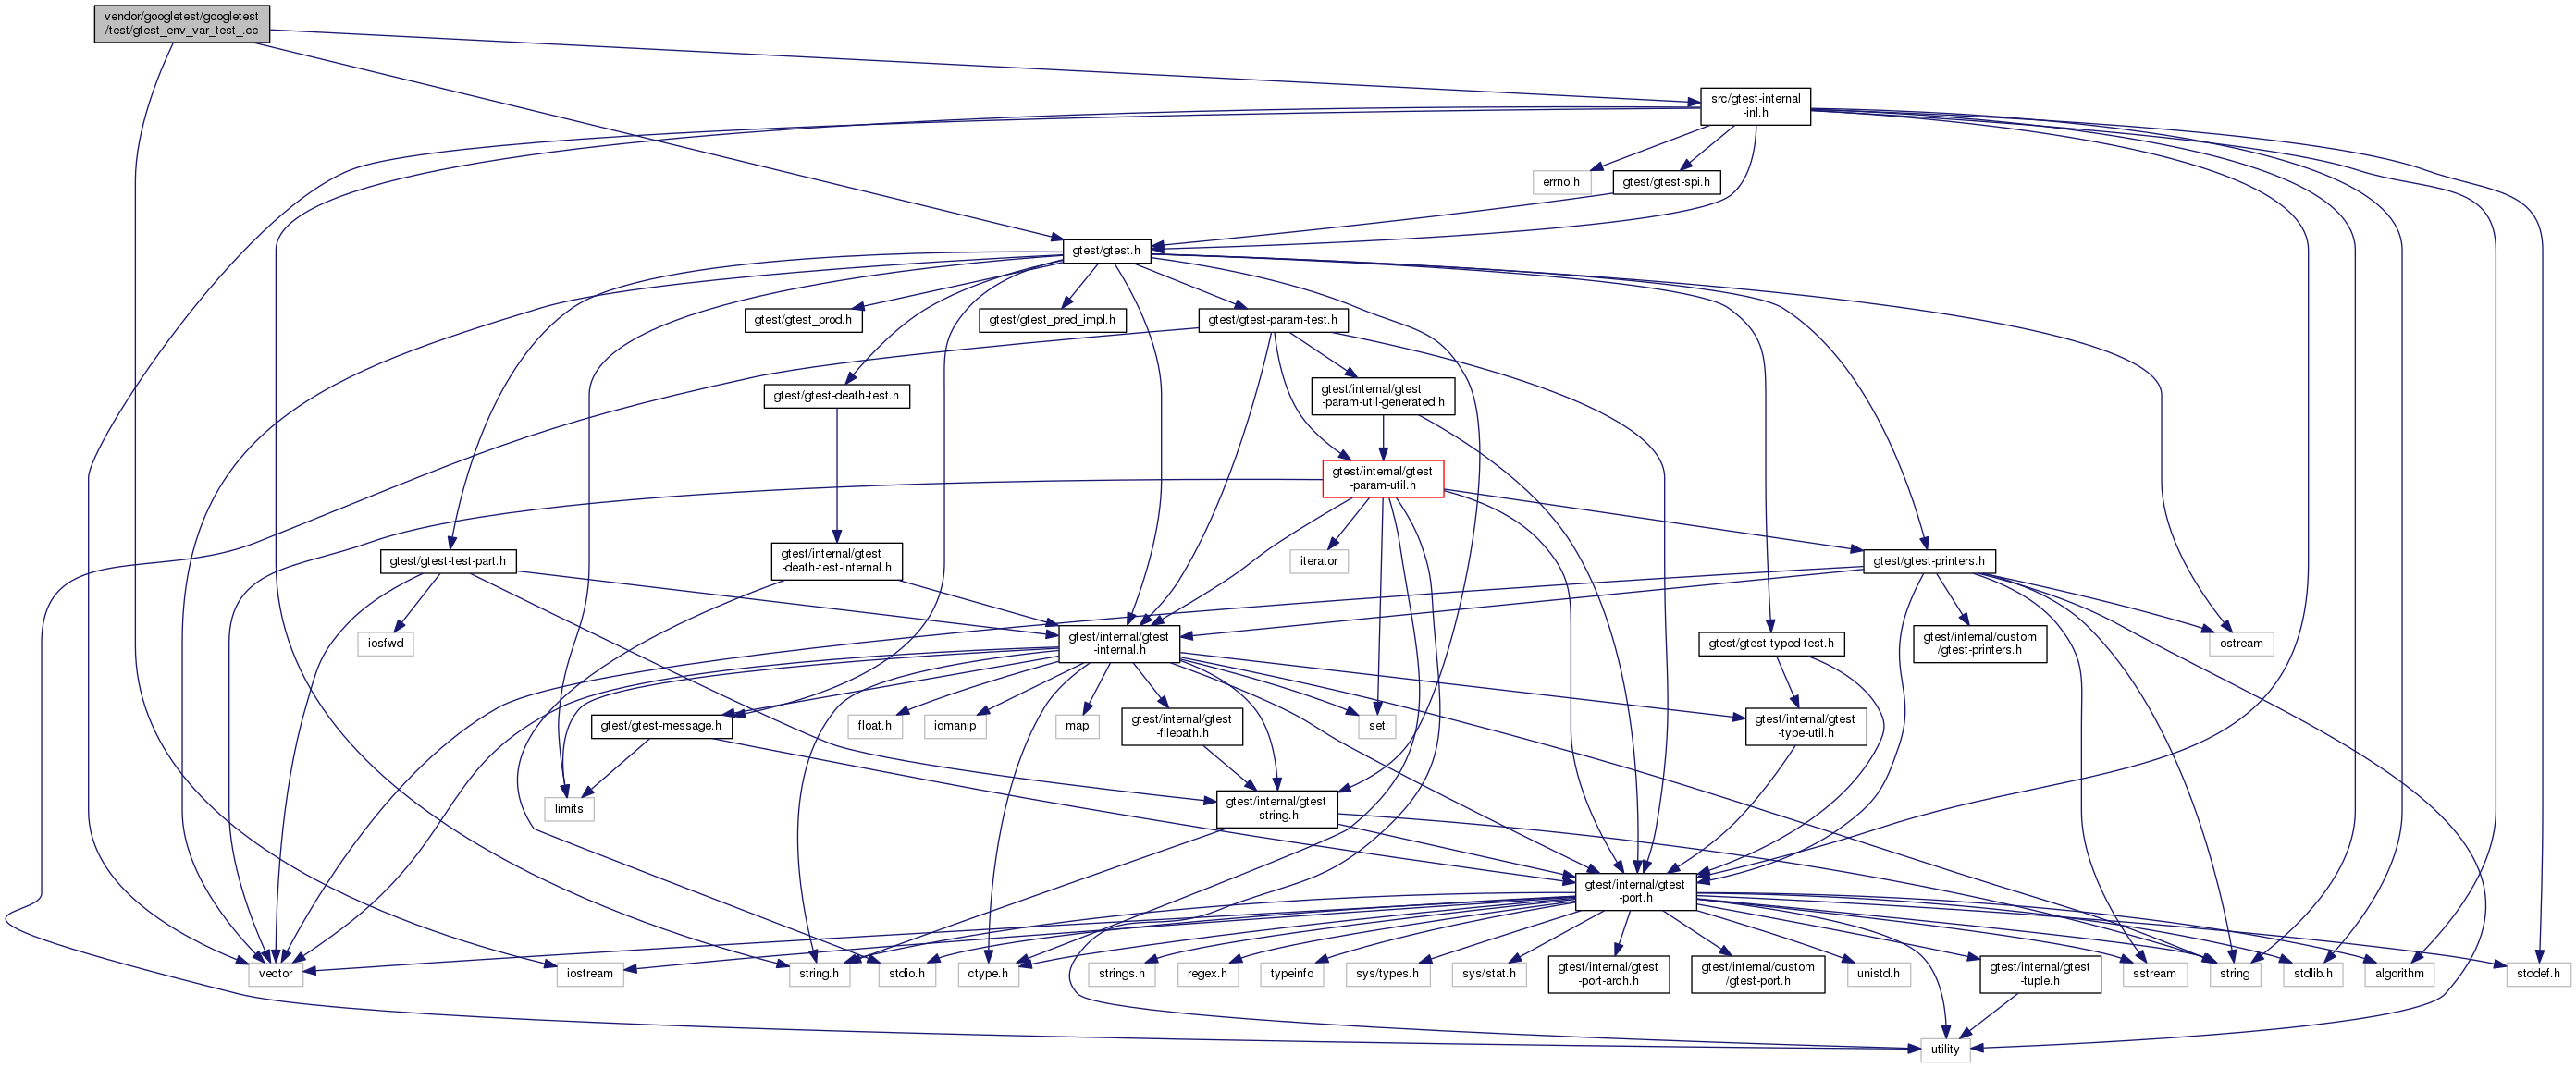 vendor/googletest/googletest
/test/gtest_env_var_test_.cc
src/gtest-internal
-inl.h
errno.h
gtest/gtest-spi.h
gtest/gtest.h
gtest/gtest_prod.h
gtest/gtest_pred_impl.h
gtest/gtest-param-test.h
gtest/gtest-death-test.h
gtest/internal/gtest
-param-util-generated.h
gtest/internal/gtest
-param-util.h
gtest/gtest-test-part.h
gtest/internal/gtest
-death-test-internal.h
iterator
gtest/gtest-printers.h
iosfwd
gtest/internal/gtest
-internal.h
gtest/gtest-typed-test.h
gtest/internal/custom
/gtest-printers.h
ostream
gtest/gtest-message.h
float.h
iomanip
map
gtest/internal/gtest
-filepath.h
set
gtest/internal/gtest
-type-util.h
limits
gtest/internal/gtest
-string.h
gtest/internal/gtest
-port.h
vector
iostream
string.h
stdio.h
ctype.h
strings.h
regex.h
typeinfo
sys/types.h
sys/stat.h
gtest/internal/gtest
-port-arch.h
gtest/internal/custom
/gtest-port.h
unistd.h
gtest/internal/gtest
-tuple.h
sstream
string
stdlib.h
algorithm
stddef.h
utility